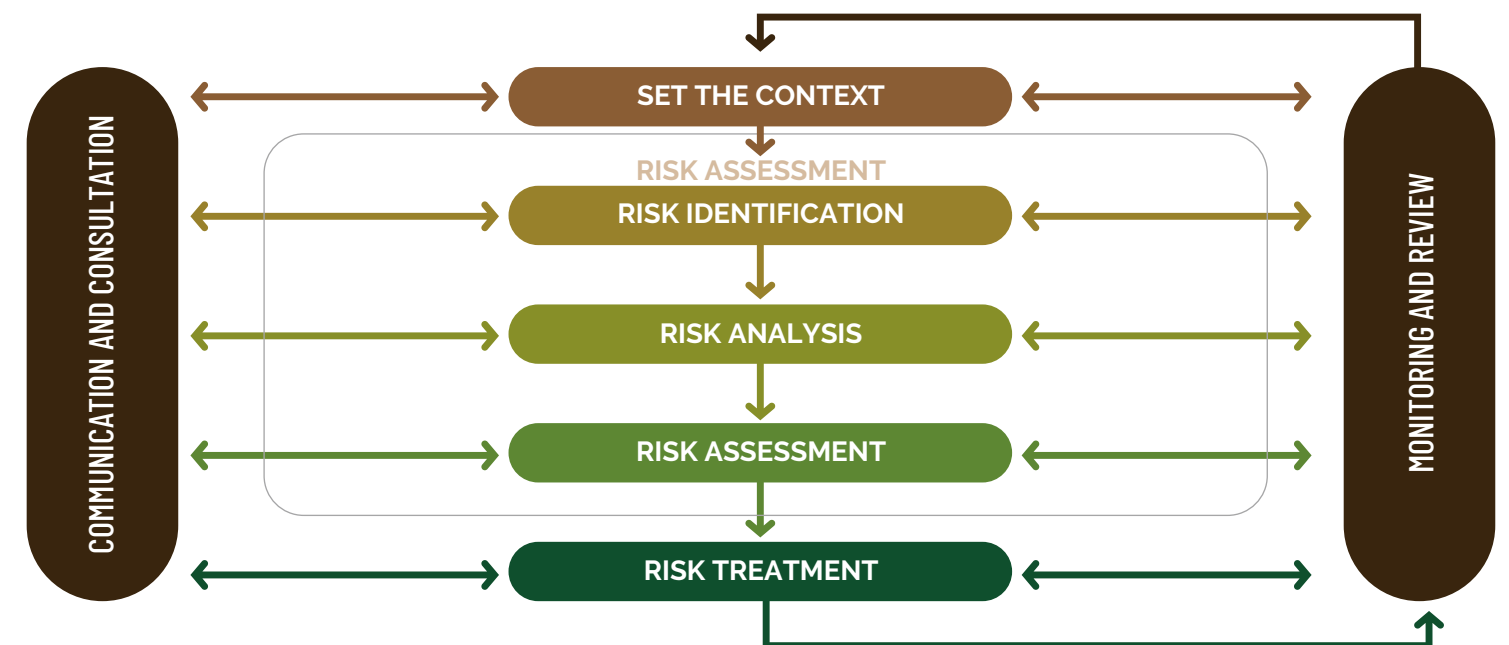 SET THE CONTEXT
RISK ASSESSMENT
RISK IDENTIFICATION
RISK ANALYSIS
RISK ASSESSMENT
RISK TREATMENT
COMMUNICATION AND CONSULTATION
MONITORING AND REVIEW